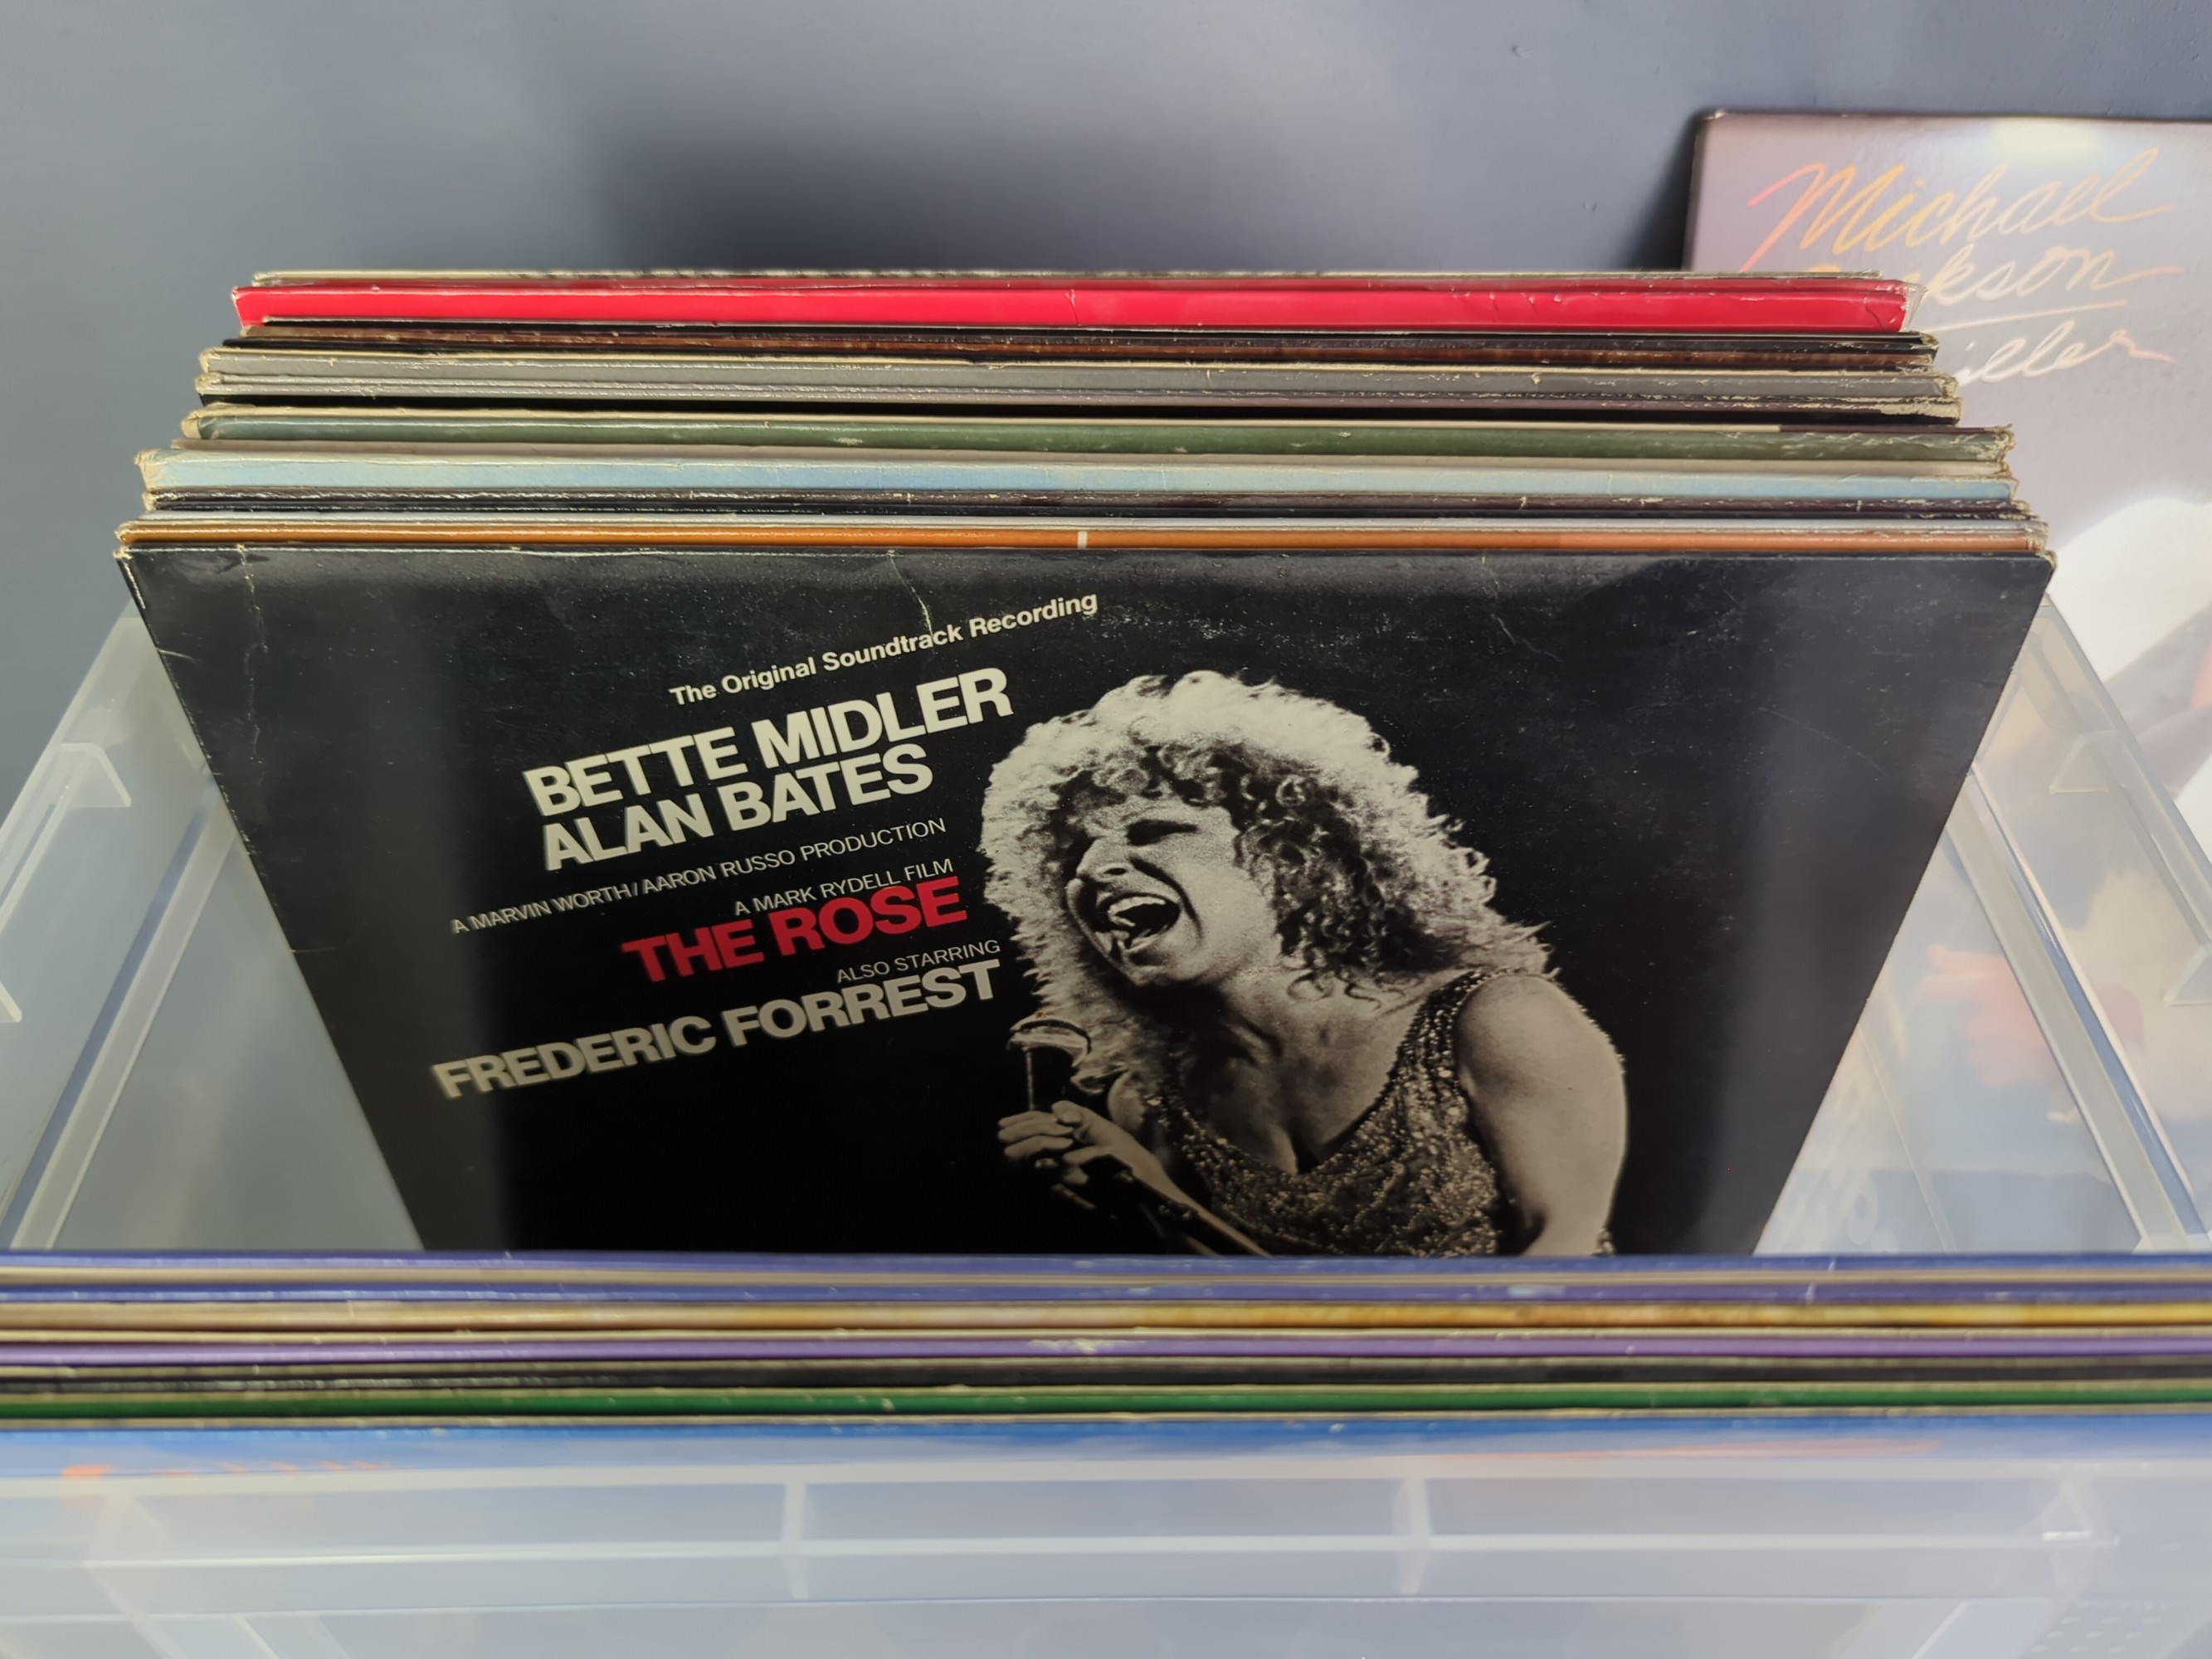 The Original Soundtrack Recording
BETTE MIDLER
ALAN BATES
A MARVIN WORTH/AARON RUSSO PRODUCTION
A MARK RYDELL FILM
THE ROSE
ALSO STARRING
FREDERIC FORREST
Michael